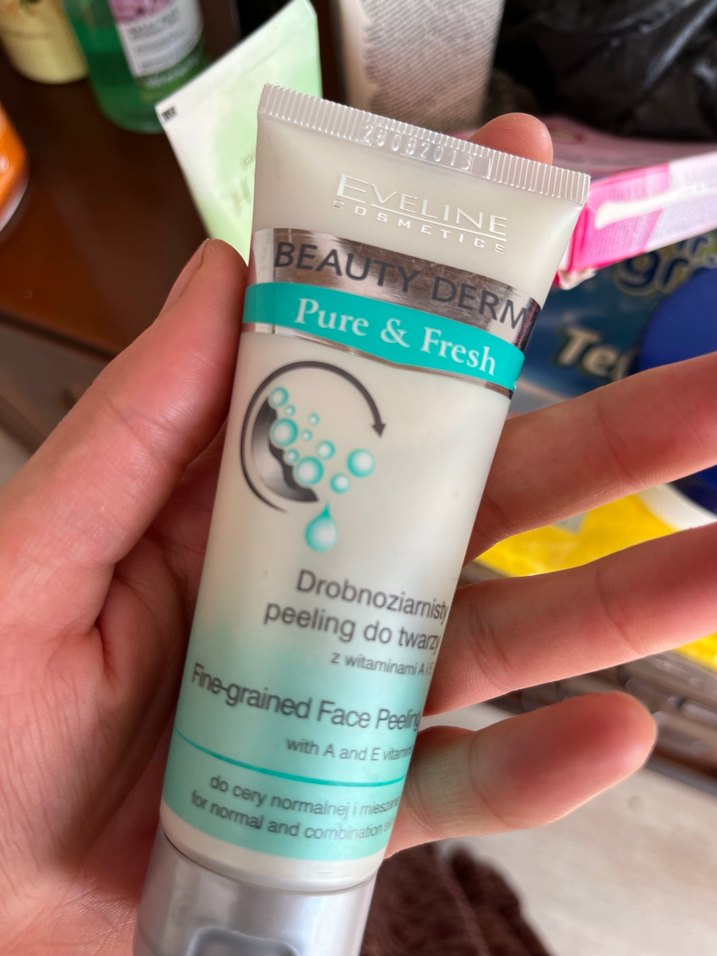 28082013
EVELINE
COSMETICS
BEAUTY DERM
Pure & Fresh
Drobnoziarnisty
peeling do twarzy
z witaminami A i E
Fine-grained Face Peeling
with A and E vitamins
do cery normalnej i
for normal and combination